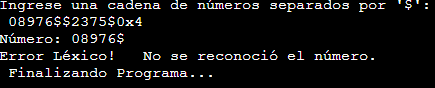 Ingrese una cadena de números separados por '$':
08976$$2375$0x4
Número: 08976$
Error Léxico!   No se reconoció el número.
Finalizando Programa...